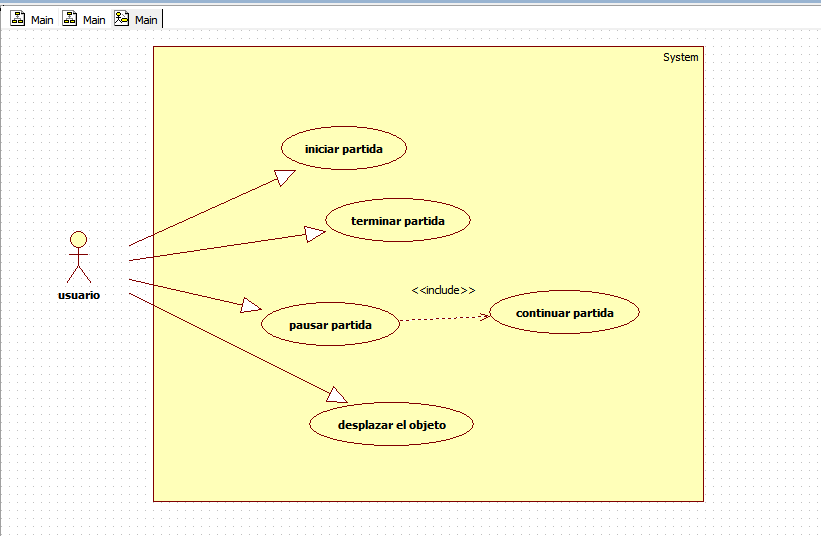 Main Main Main
System
iniciar partida
terminar partida
usuario
<<include>>
continuar partida
pausar partida
desplazar el objeto